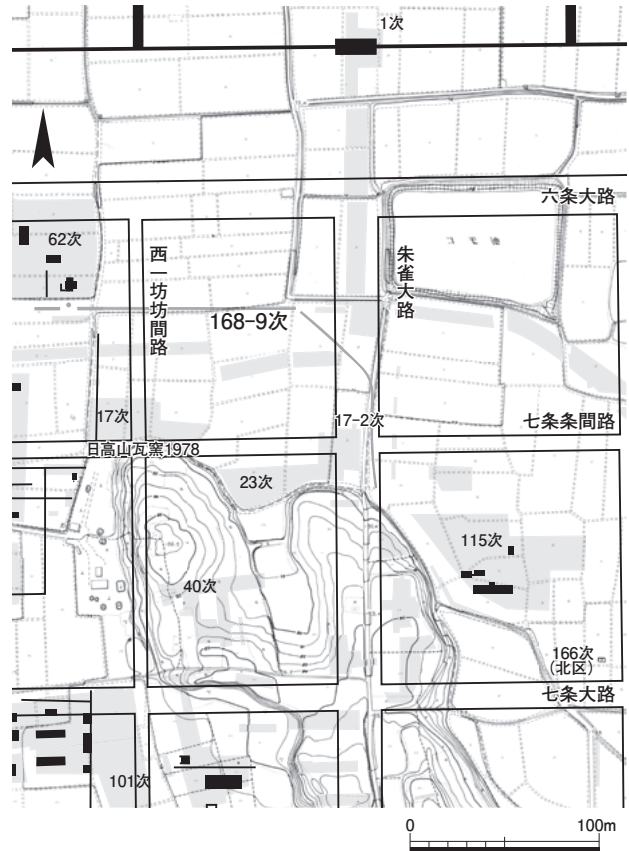 1次
六条大路
62次
西一坊坊間路
朱雀大路
コモ池
168-9次
17次
17-2次
七条条間路
日高山瓦窯1978
23次
115次
40次
166次
(北区)
七条大路
101次
0 100m